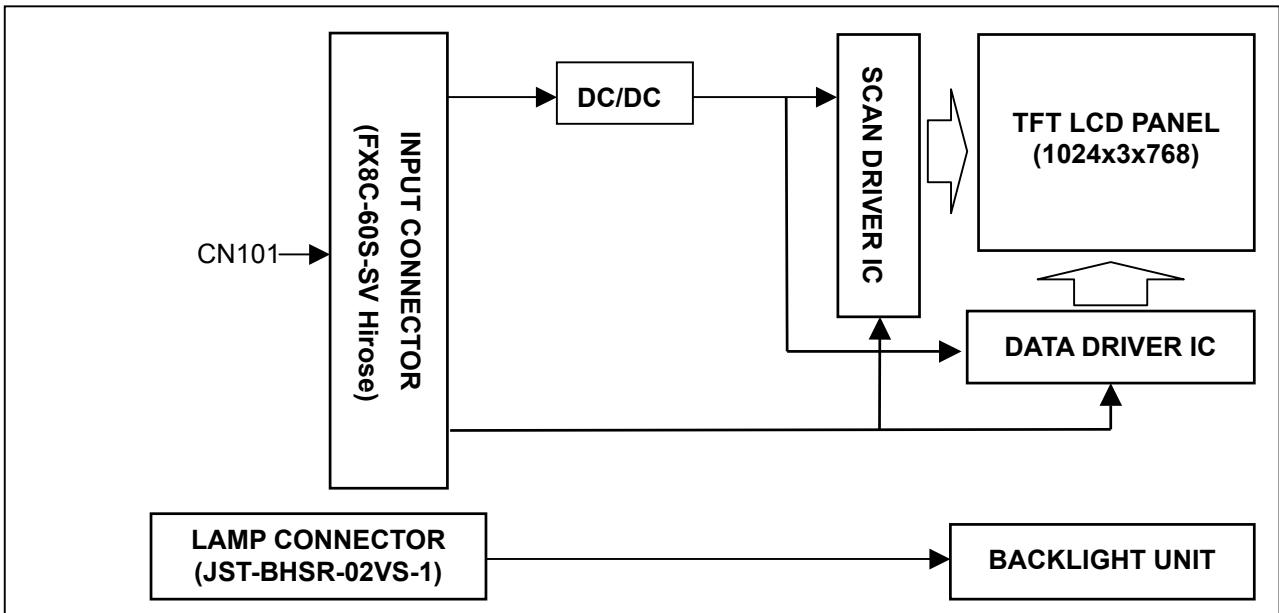 CN101
INPUT CONNECTOR
(FX8C-60S-SV Hirose)
DC/DC
SCAN DRIVER IC
TFT LCD PANEL
(1024x3x768)
DATA DRIVER IC
LAMP CONNECTOR
(JST-BHSR-02VS-1)
BACKLIGHT UNIT